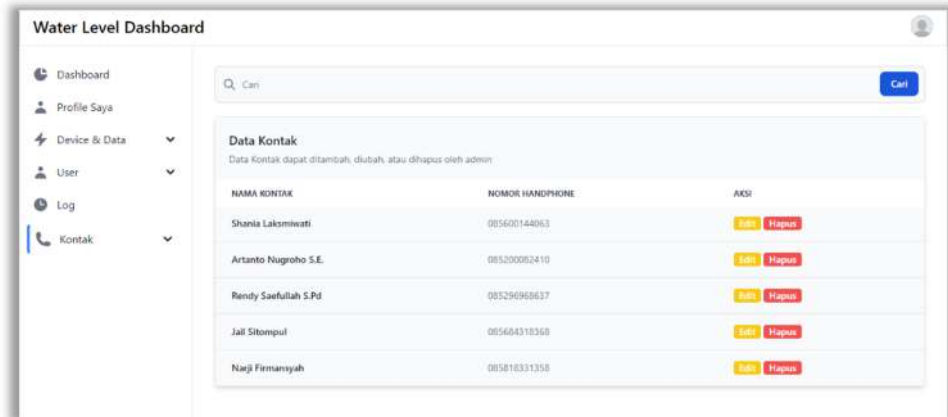 Water Level Dashboard
Dashboard
Profile Saya
Device & Data
User
Log
Kontak
Cari
Cari
Data Kontak
Data Kontak dapat ditambah, diubah, atau dihapus oleh admin
NAMA KONTAK NOMOR HANDPHONE AKSI
Shania Laksmiwati 085600144063 Edit Hapus
Artanto Nugroho S.E. 085200082410 Edit Hapus
Rendy Saefullah S.Pd 085296968637 Edit Hapus
Jail Sitompul 085684318368 Edit Hapus
Narji Firmansyah 085818331358 Edit Hapus